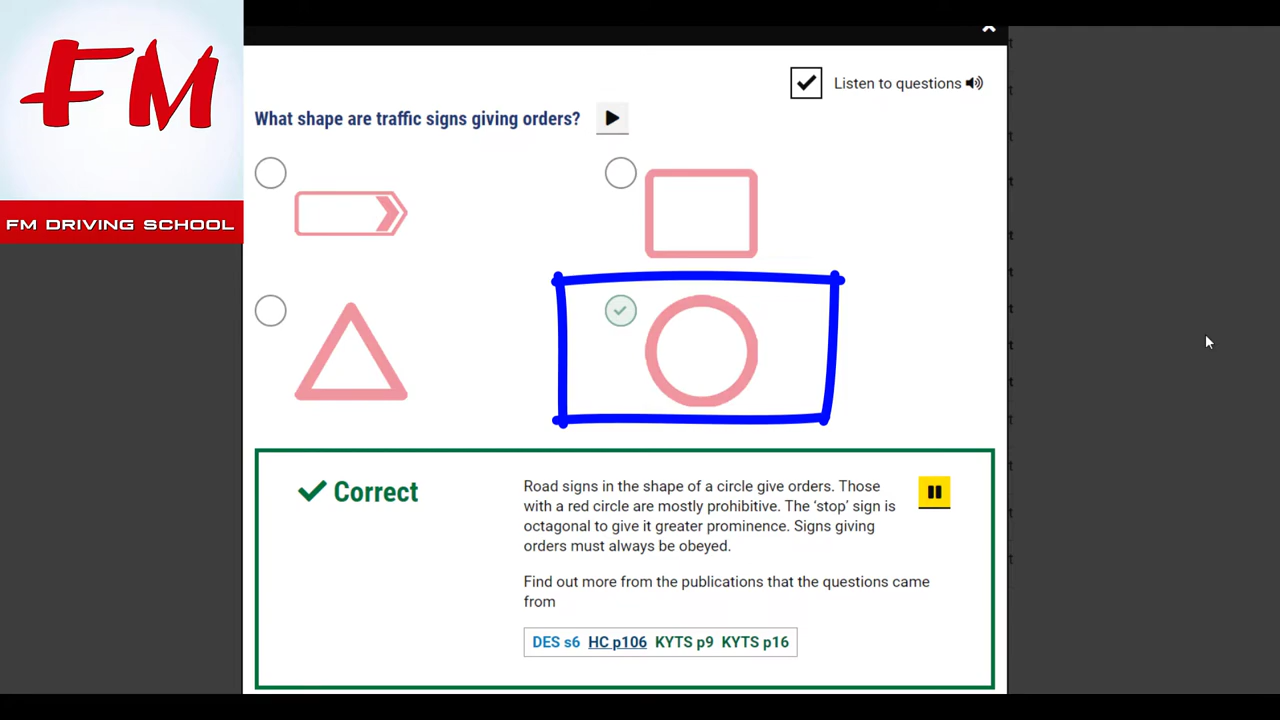 FM
FM DRIVING SCHOOL
Listen to questions
What shape are traffic signs giving orders?
Correct
Road signs in the shape of a circle give orders. Those
with a red circle are mostly prohibitive. The ‘stop’ sign is
octagonal to give it greater prominence. Signs giving
orders must always be obeyed.
Find out more from the publications that the questions came
from
DES s6 HC p106 KYTS p9 KYTS p16